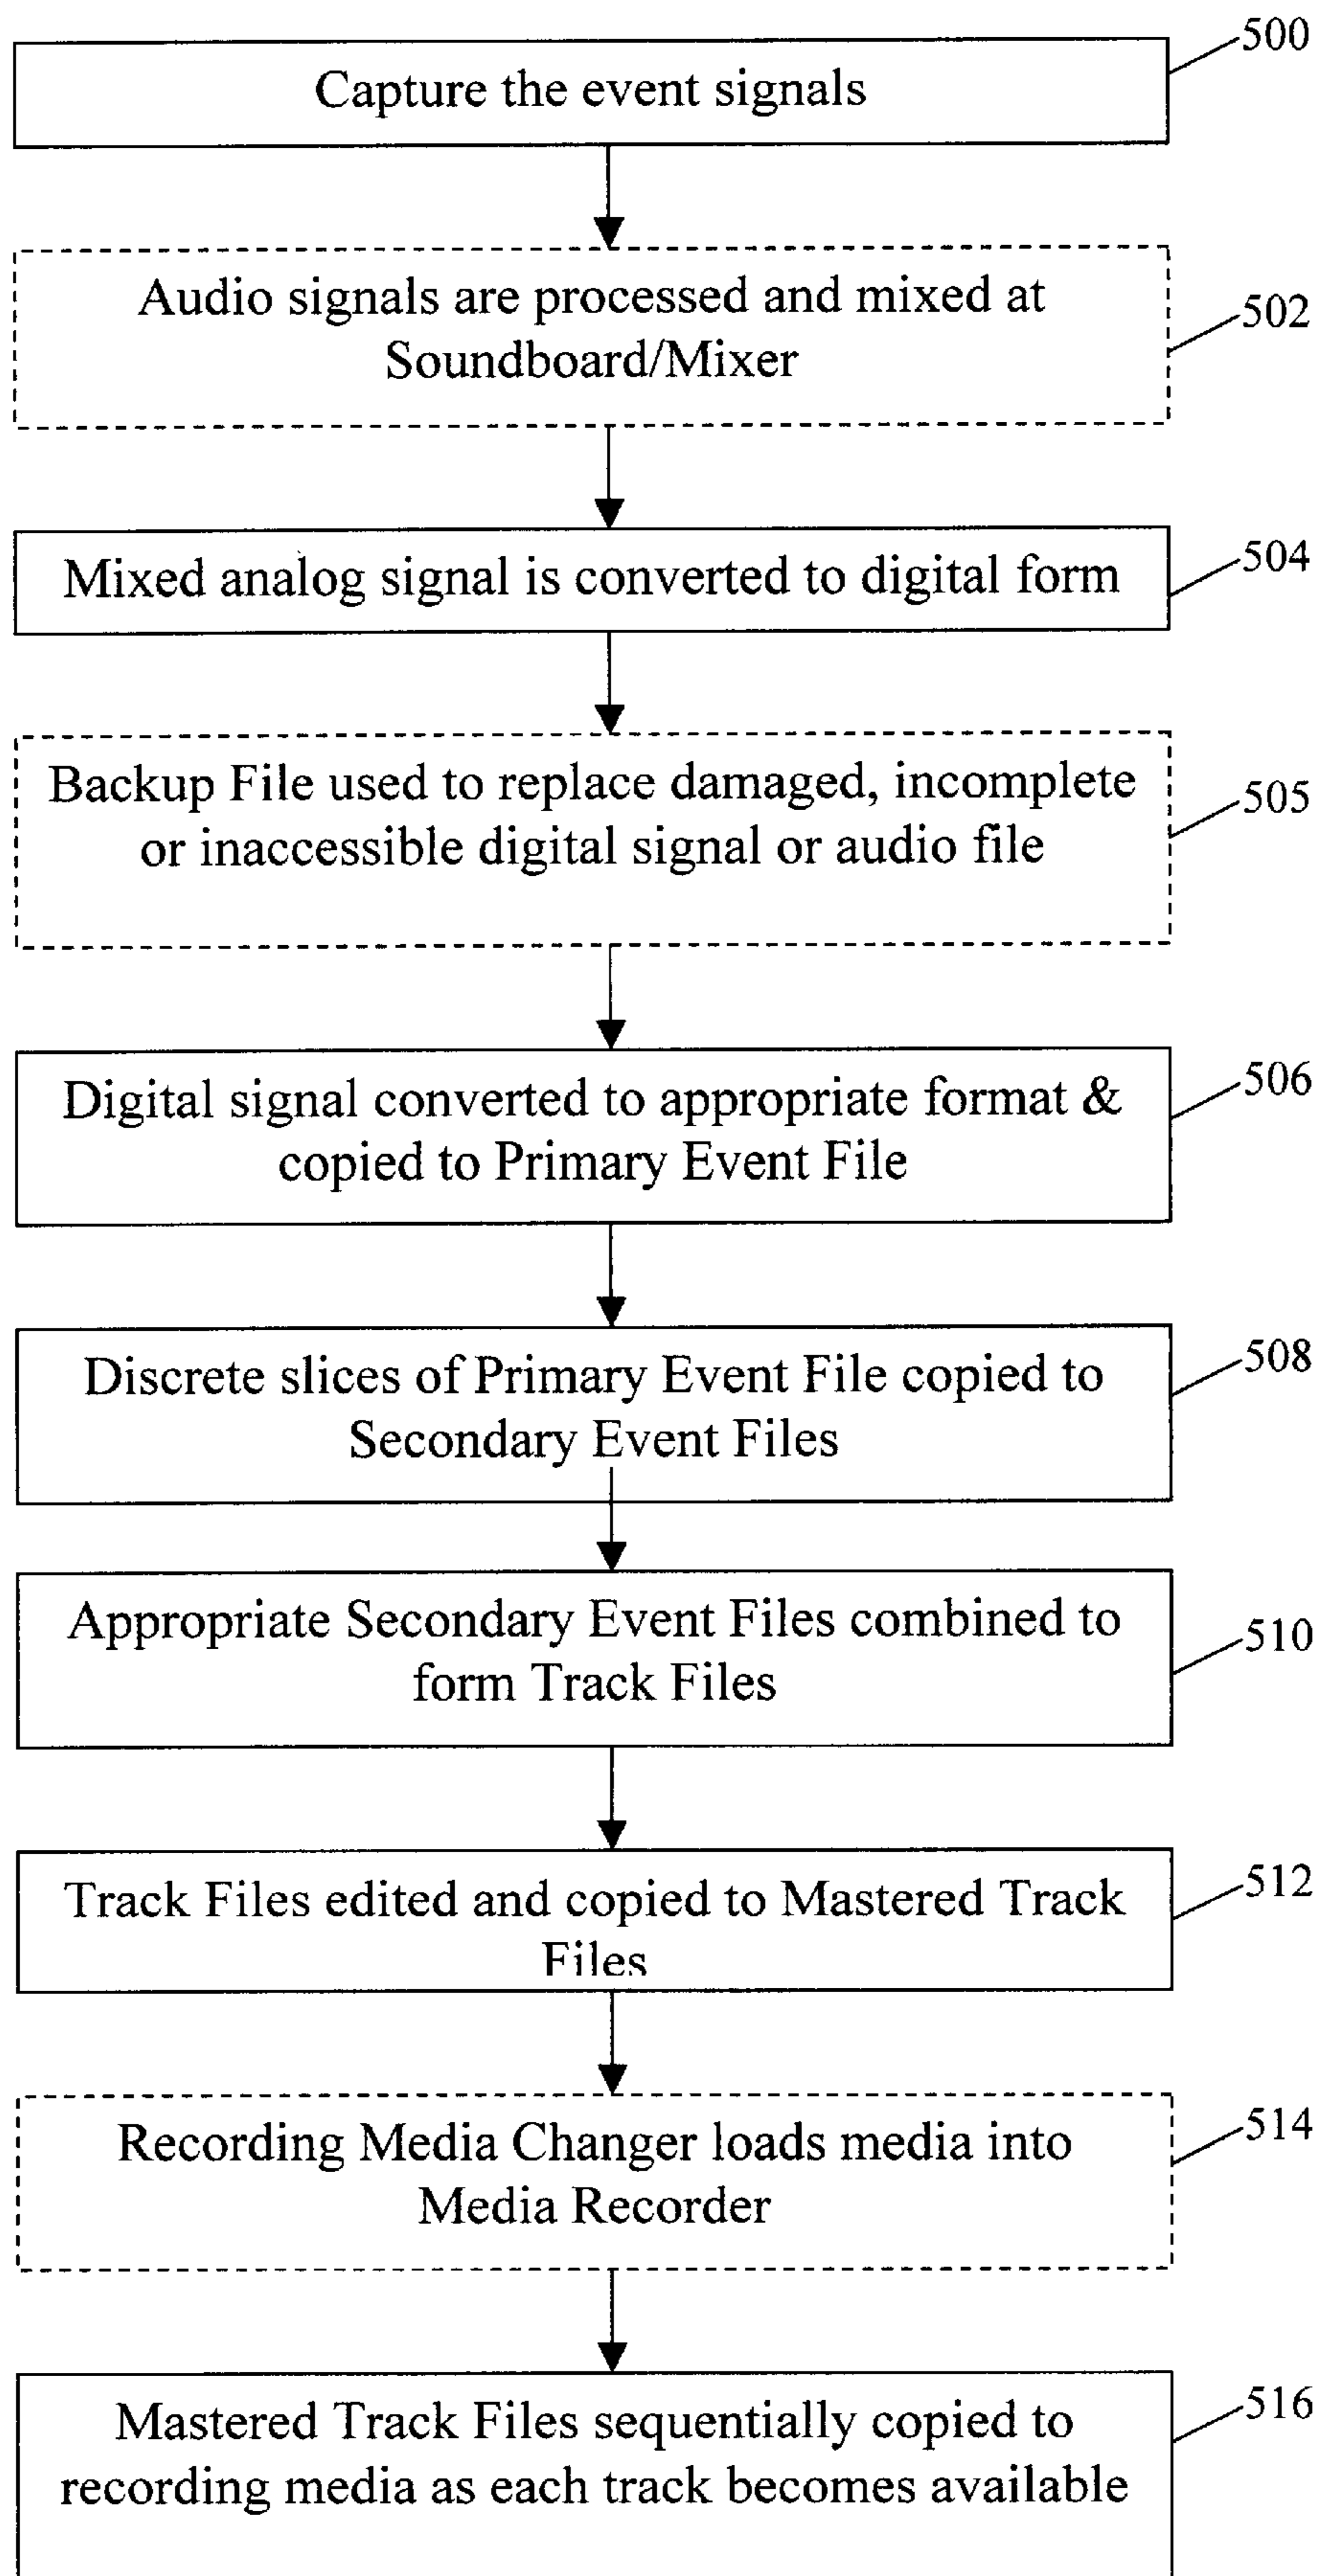 500
Capture the event signals
Audio signals are processed and mixed at
Soundboard/Mixer
502
Mixed analog signal is converted to digital form
504
Backup File used to replace damaged, incomplete
or inaccessible digital signal or audio file
505
Digital signal converted to appropriate format &
copied to Primary Event File
506
Discrete slices of Primary Event File copied to
Secondary Event Files
508
Appropriate Secondary Event Files combined to
form Track Files
510
Track Files edited and copied to Mastered Track
Files
512
Recording Media Changer loads media into
Media Recorder
514
Mastered Track Files sequentially copied to
recording media as each track becomes available
516